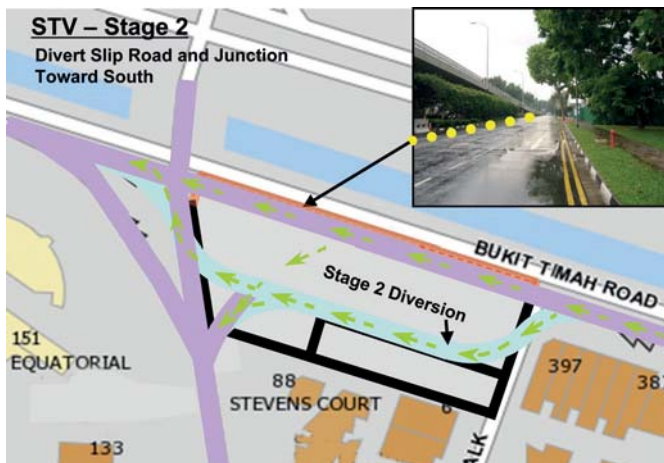 STV – Stage 2
Divert Slip Road and Junction
Toward South
BUKIT TIMAH ROAD
Stage 2 Diversion
151
EQUATORIAL
88
STEVENS COURT
6
397
387
133
ALK